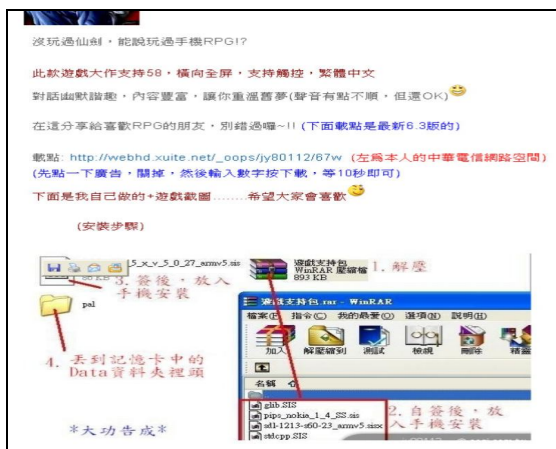 沒玩過仙劍，能說玩過手機RPG!?
此款遊戲大作支持58，橫向全屏，支持觸控，繁體中文
對話幽默諧趣，內容豐富，讓你重溫舊夢(聲音有點不順，但還OK)
在這分享給喜歡RPG的朋友，別錯過囉~!! (下面載點是最新6.3版的)
載點: http://webhd.xuite.net/_oops/jy80112/67w (左為本人的中華電信網路空間)
(先點一下廣告，關掉，然後輸入數字按下載，等10秒即可)
下面是我自己做的+遊戲截圖........希望大家會喜歡
(安裝步驟)
5_x_v_5_0_27_armv5.sis
3. 簽後，放入
手機安裝
遊戲支持包
WinRAR 壓縮檔
893 KB
1. 解壓
pal
遊戲支持包.rar - WinRAR
檔案(F) 指令(C) 我的最愛(O) 選項(N) 說明(H)
加入 解壓縮到 測試 檢視 刪除
4. 丟到記憶卡中的
Data資料夾裡頭
名稱
glib.SIS
pips_nokia_1_4_SS.sis
sdl-1213-s60-23_armv5.sisx
stdcpp.SIS
2. 自簽後，放
入手機安裝
*大功告成*